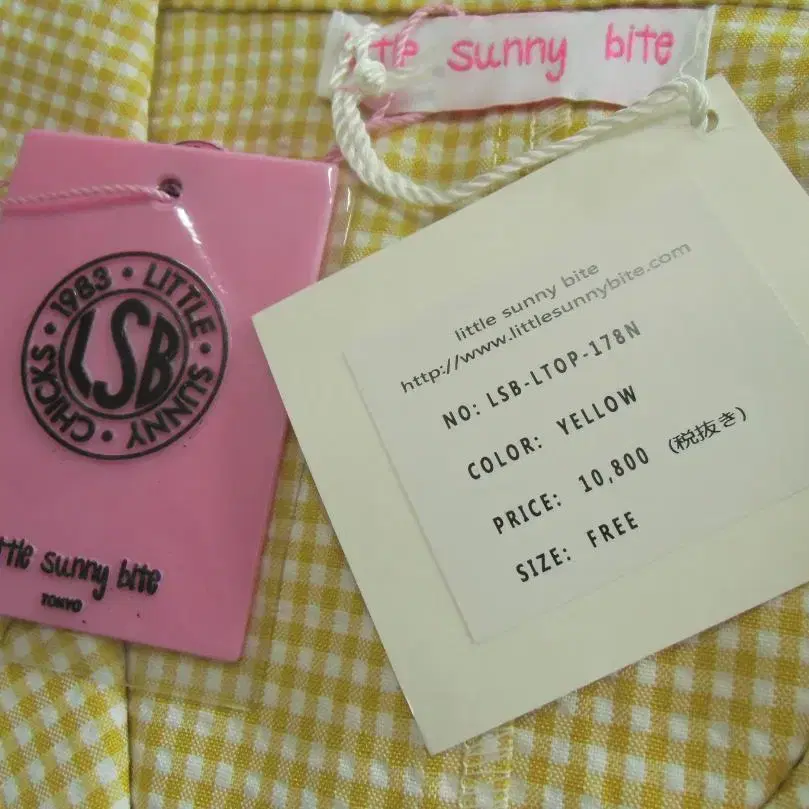 little sunny bite
1983 • LITTLE • SUNNY • CHICKS •
LSB
sunny bite
TOKYO
little sunny bite
http://www.littlesunnybite.com
NO: LSB-LTOP-178N
COLOR: YELLOW
PRICE: 10,800 (税抜き)
SIZE: FREE